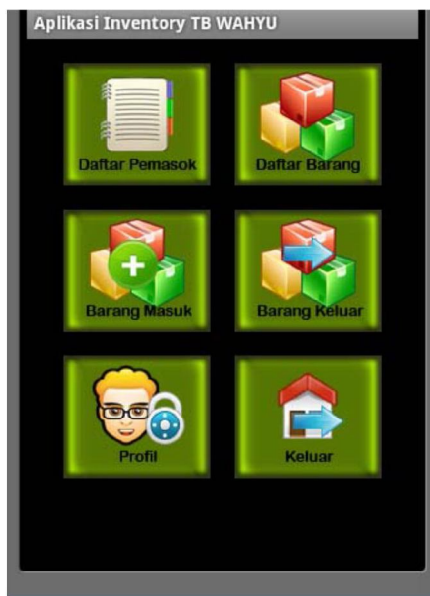 Aplikasi Inventory TB WAHYU
Daftar Pemasok
Daftar Barang
Barang Masuk
Barang Keluar
Profil
Keluar